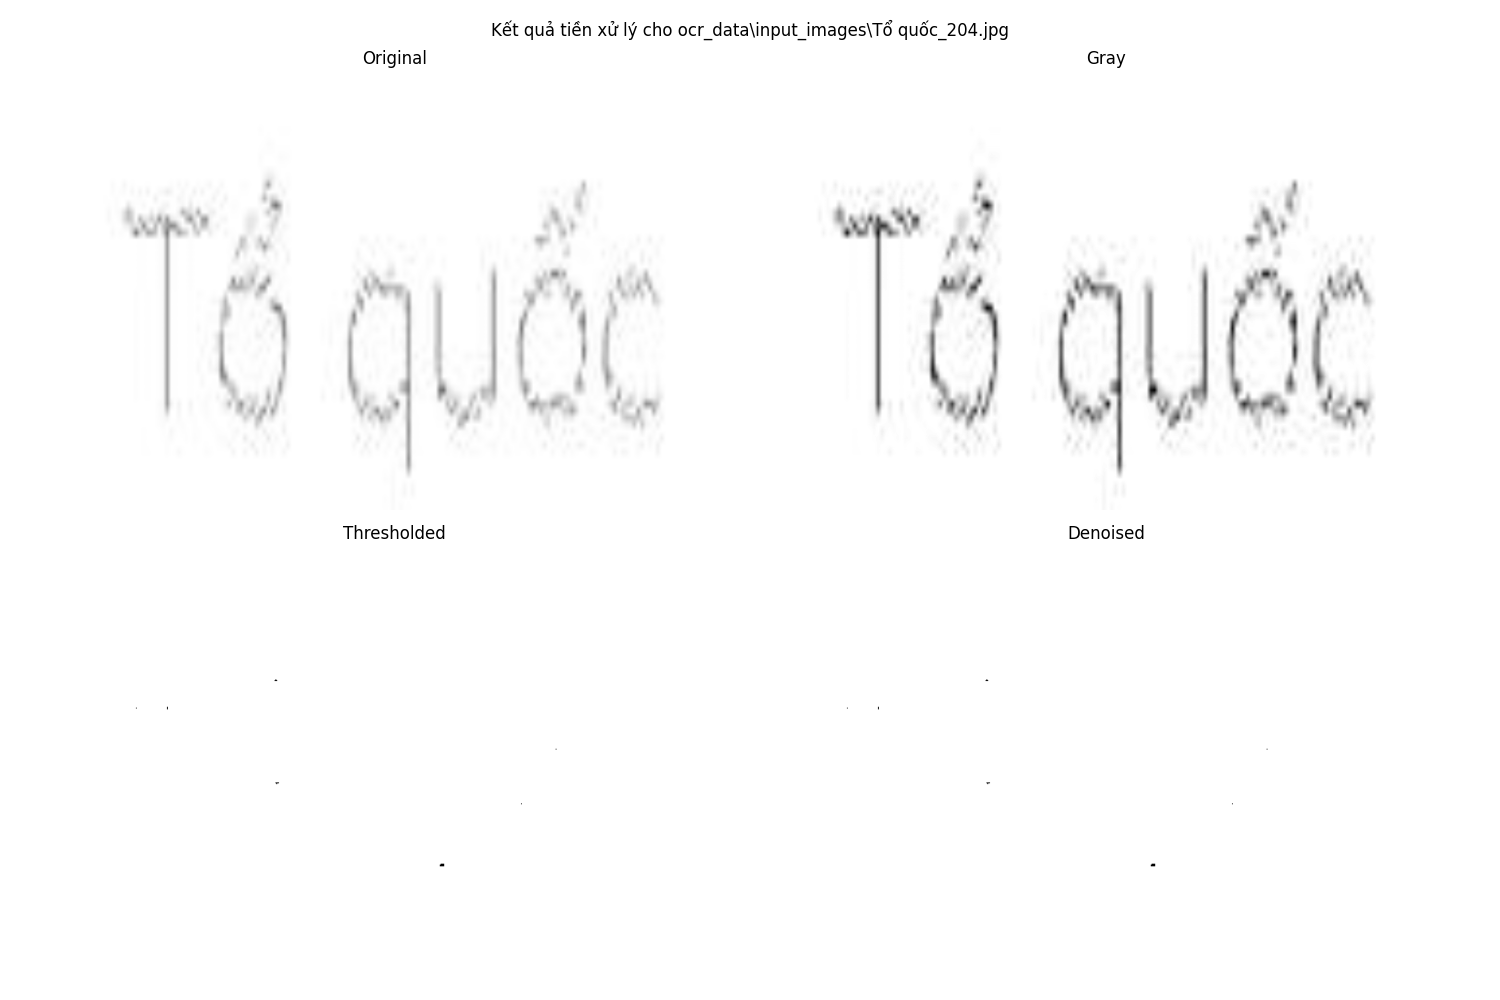 Kết quả tiền xử lý cho ocr_data\input_images\Tổ quốc_204.jpg
Original
Gray
Tổ quốc
Tổ quốc
Thresholded
Denoised